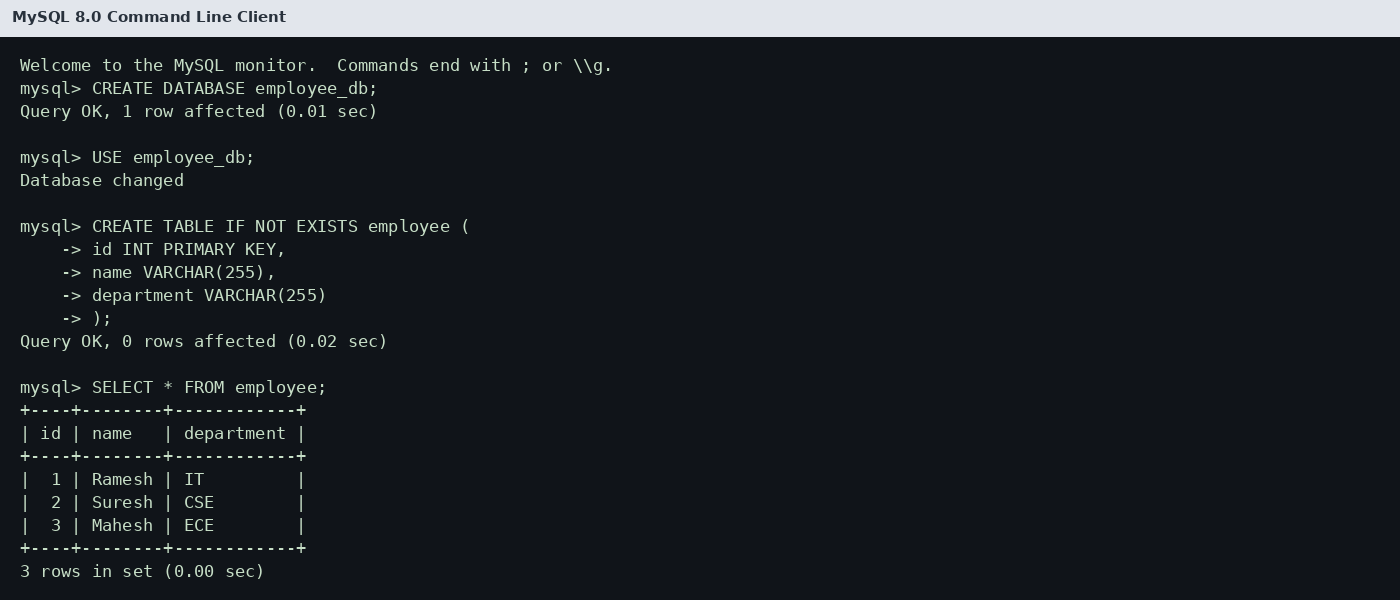 MySQL 8.0 Command Line Client
Welcome to the MySQL monitor.  Commands end with ; or \\g.
mysql> CREATE DATABASE employee_db;
Query OK, 1 row affected (0.01 sec)

mysql> USE employee_db;
Database changed

mysql> CREATE TABLE IF NOT EXISTS employee (
    -> id INT PRIMARY KEY,
    -> name VARCHAR(255),
    -> department VARCHAR(255)
    -> );
Query OK, 0 rows affected (0.02 sec)

mysql> SELECT * FROM employee;
+----+--------+------------+
| id | name   | department |
+----+--------+------------+
|  1 | Ramesh | IT         |
|  2 | Suresh | CSE        |
|  3 | Mahesh | ECE        |
+----+--------+------------+
3 rows in set (0.00 sec)